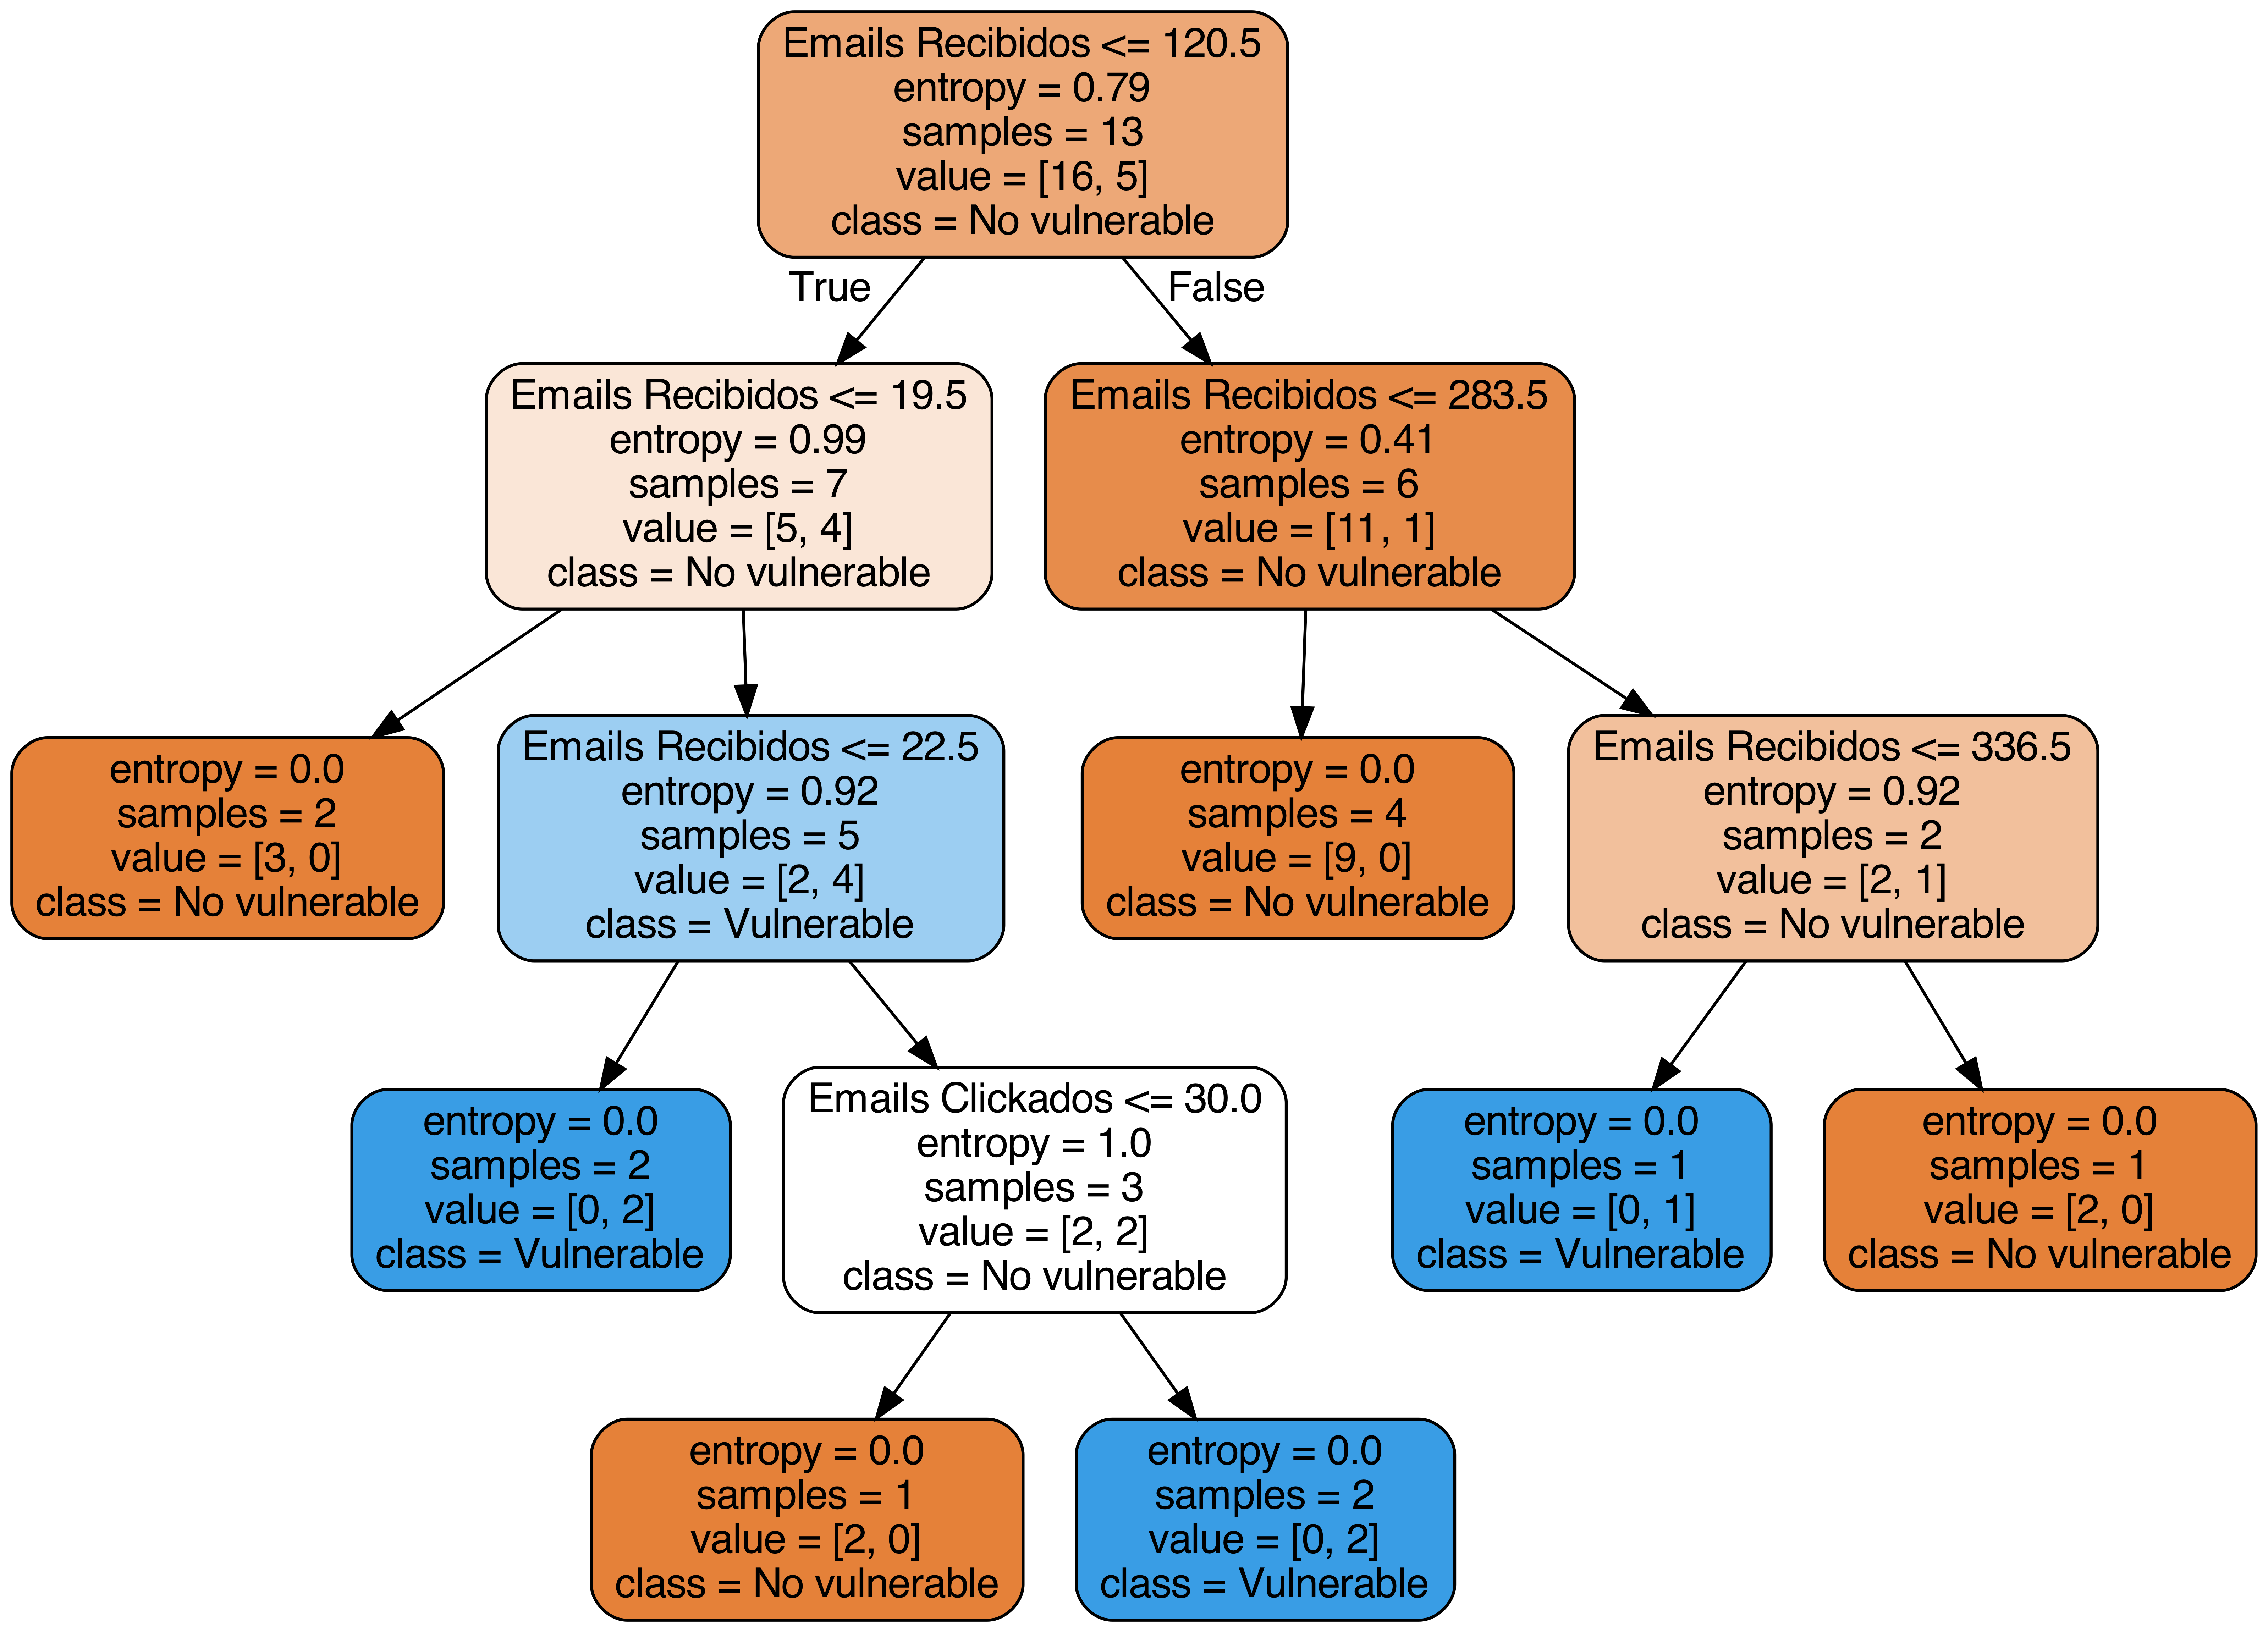 Emails Recibidos <= 120.5
entropy = 0.79
samples = 13
value = [16, 5]
class = No vulnerable
True
False
Emails Recibidos <= 19.5
entropy = 0.99
samples = 7
value = [5, 4]
class = No vulnerable
Emails Recibidos <= 283.5
entropy = 0.41
samples = 6
value = [11, 1]
class = No vulnerable
entropy = 0.0
samples = 2
value = [3, 0]
class = No vulnerable
Emails Recibidos <= 22.5
entropy = 0.92
samples = 5
value = [2, 4]
class = Vulnerable
entropy = 0.0
samples = 4
value = [9, 0]
class = No vulnerable
Emails Recibidos <= 336.5
entropy = 0.92
samples = 2
value = [2, 1]
class = No vulnerable
entropy = 0.0
samples = 2
value = [0, 2]
class = Vulnerable
Emails Clickados <= 30.0
entropy = 1.0
samples = 3
value = [2, 2]
class = No vulnerable
entropy = 0.0
samples = 1
value = [0, 1]
class = Vulnerable
entropy = 0.0
samples = 1
value = [2, 0]
class = No vulnerable
entropy = 0.0
samples = 1
value = [2, 0]
class = No vulnerable
entropy = 0.0
samples = 2
value = [0, 2]
class = Vulnerable